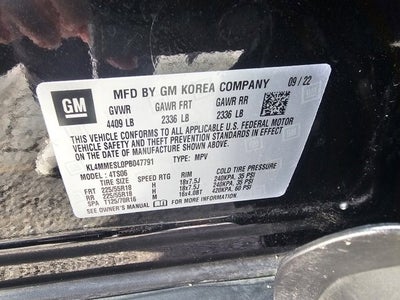 GM
MFD BY GM KOREA COMPANY 09 / 22
GVWR GAWR FRT GAWR RR
4409 LB 2336 LB 2336 LB
THIS VEHICLE CONFORMS TO ALL APPLICABLE U.S. FEDERAL MOTOR
VEHICLE SAFETY AND THEFT PREVENTION STANDARDS IN EFFECT
ON THE DATE OF MANUFACTURE SHOWN ABOVE.
KL4MMESL0PB047791 TYPE: MPV
MODEL: 4TS06
TIRE SIZE SPEED RTG RIM COLD TIRE PRESSURE
FRT 225/55R18 H 18x7.5J 240KPA, 35 PSI
RR 225/55R18 H 18x7.5J 240KPA, 35 PSI
SPA T125/70R16 M 16x4.0BT 420KPA, 60 PSI
SEE OWNER'S MANUAL